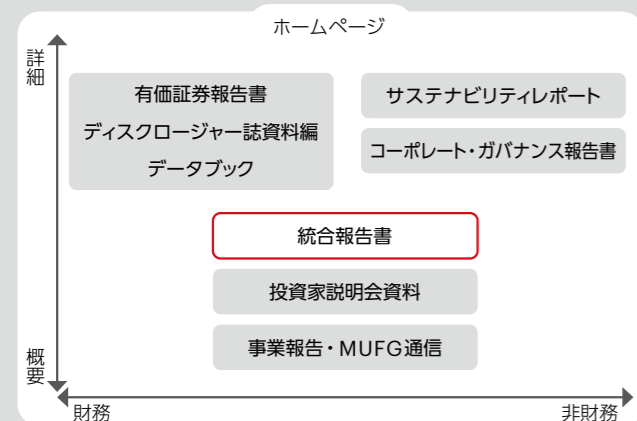 ホームページ
詳細
有価証券報告書
ディスクロージャー誌資料編
データブック
サステナビリティレポート
コーポレート・ガバナンス報告書
統合報告書
投資家説明会資料
事業報告・MUFG通信
概要
財務
非財務